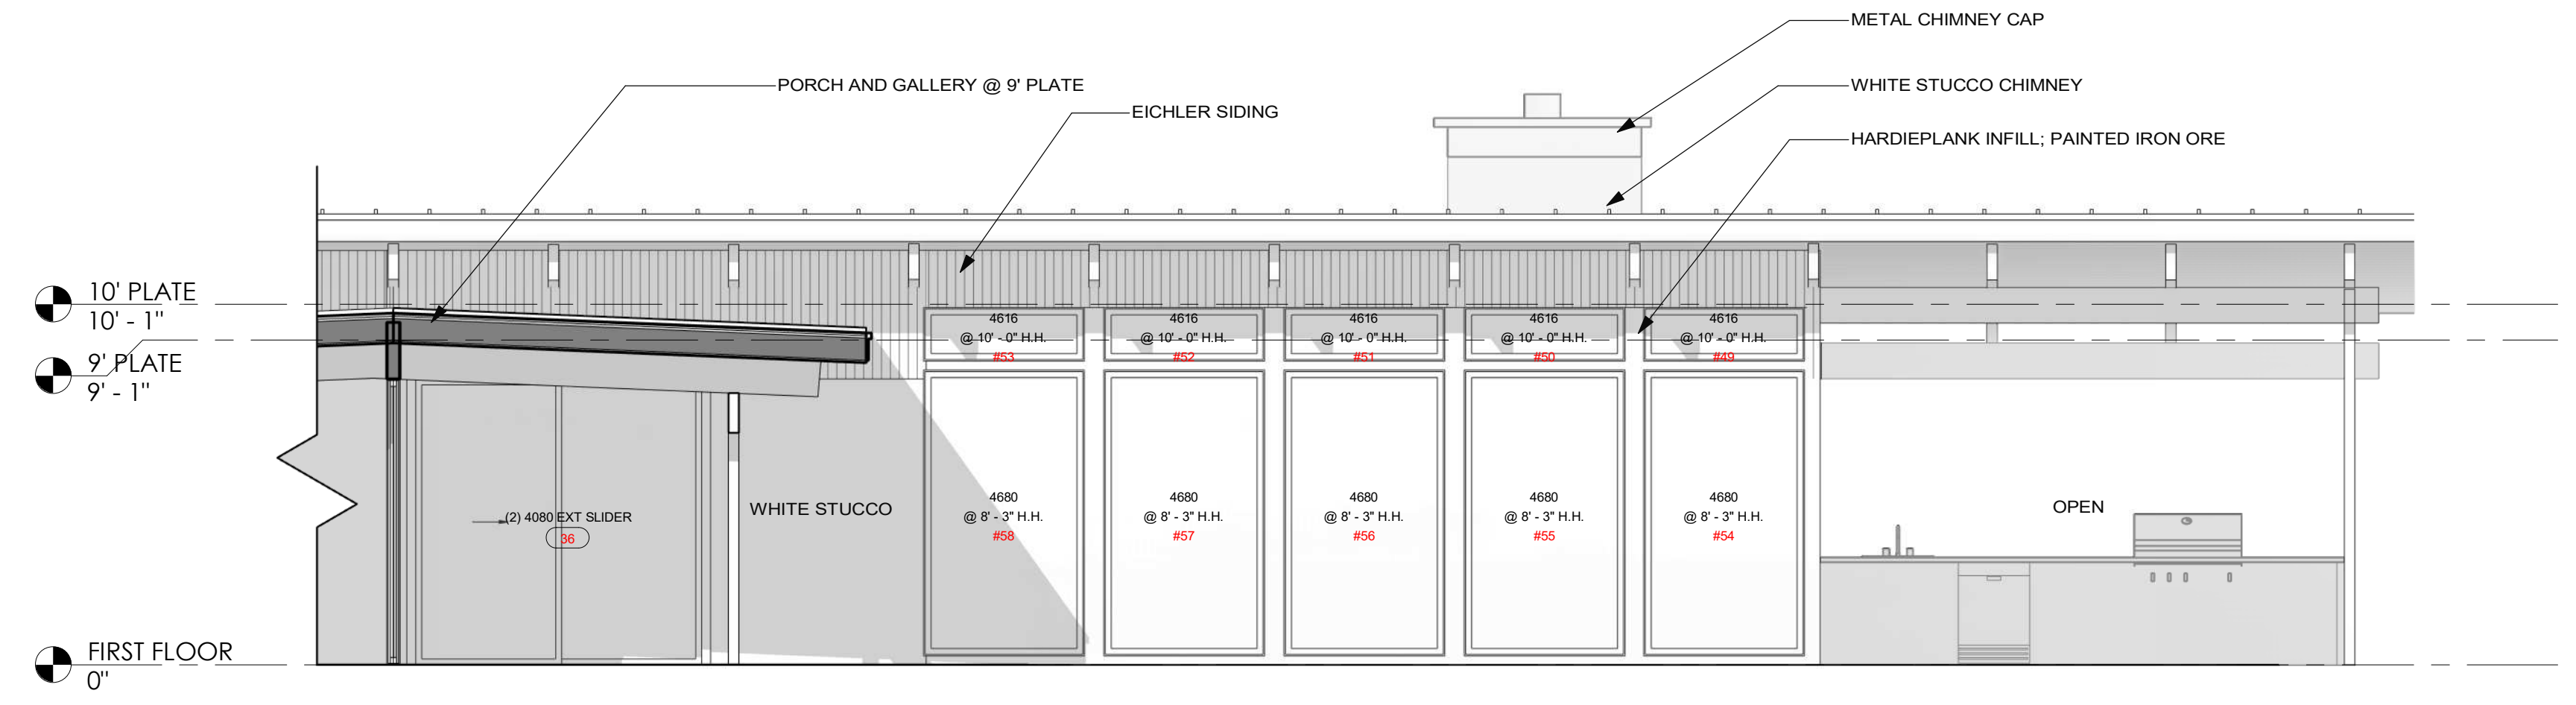 METAL CHIMNEY CAP
PORCH AND GALLERY @ 9' PLATE
WHITE STUCCO CHIMNEY
EICHLER SIDING
HARDIEPLANK INFILL; PAINTED IRON ORE
10' PLATE
10' - 1"
9' PLATE
9' - 1"
4616
@ 10' - 0" H.H.
#53
4616
@ 10' - 0" H.H.
#52
4616
@ 10' - 0" H.H.
#51
4616
@ 10' - 0" H.H.
#50
4616
@ 10' - 0" H.H.
#49
(2) 4080 EXT SLIDER
36
WHITE STUCCO
4680
@ 8' - 3" H.H.
#58
4680
@ 8' - 3" H.H.
#57
4680
@ 8' - 3" H.H.
#56
4680
@ 8' - 3" H.H.
#55
4680
@ 8' - 3" H.H.
#54
OPEN
FIRST FLOOR
0"